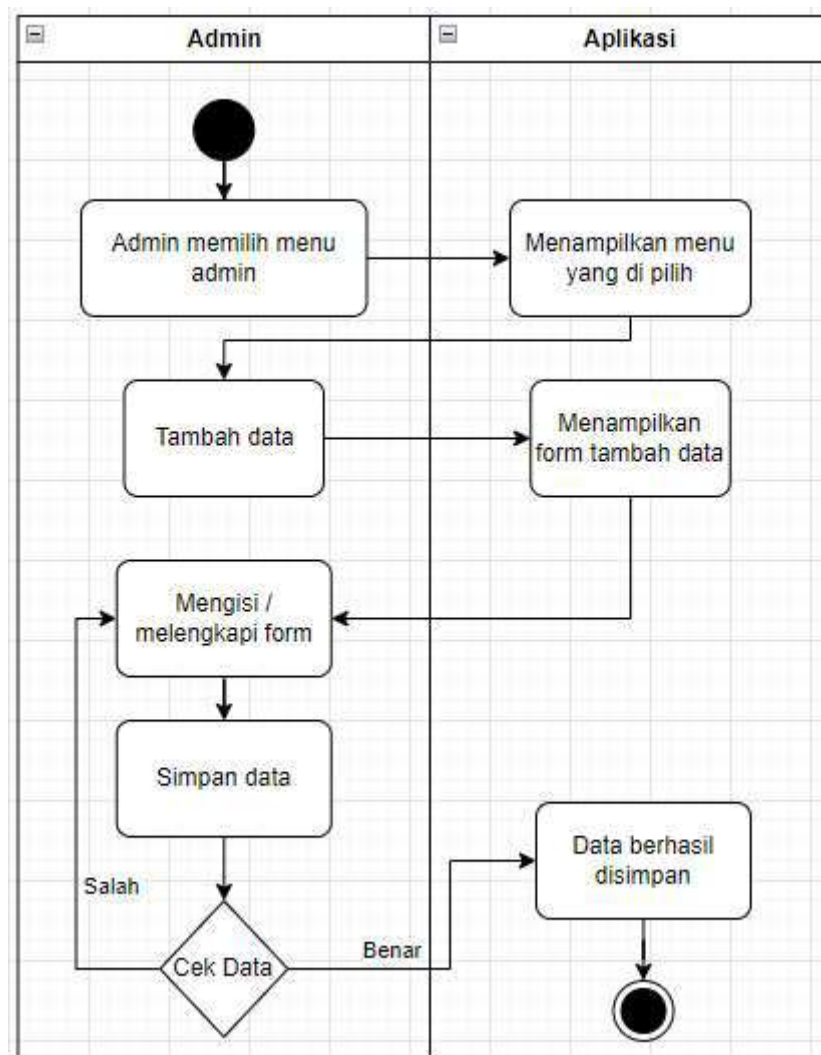 Admin
Aplikasi
Admin memilih menu
admin
Menampilkan menu
yang di pilih
Tambah data
Menampilkan
form tambah data
Mengisi /
melengkapi form
Simpan data
Data berhasil
disimpan
Salah
Benar
Cek Data